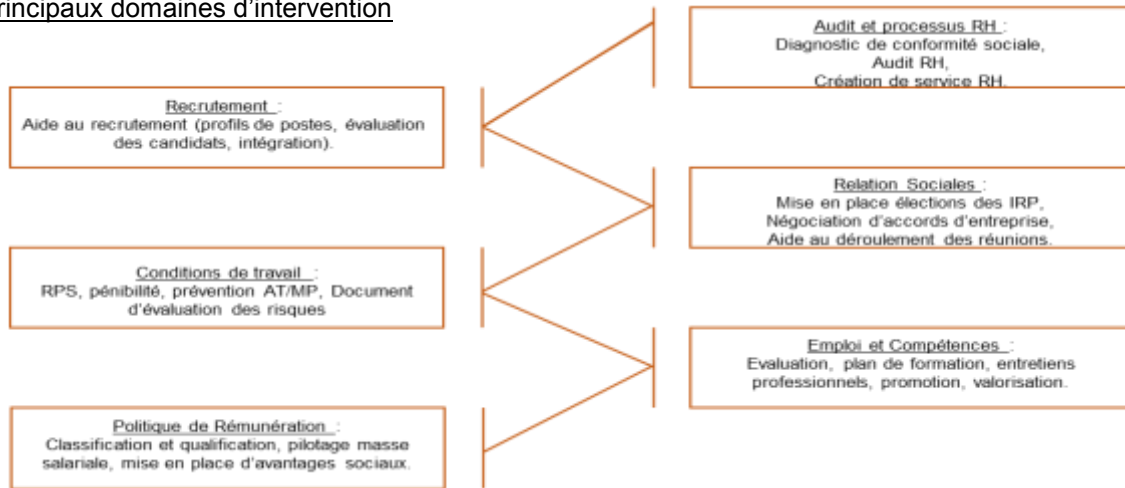 rincipaux domaines d'intervention
Audit et processus RH :
Diagnostic de conformité sociale,
Audit RH,
Création de service RH.
Recrutement :
Aide au recrutement (profils de postes, évaluation
des candidats, intégration).
Relation Sociales :
Mise en place élections des IRP,
Négociation d'accords d'entreprise,
Aide au déroulement des réunions.
Conditions de travail :
RPS, pénibilité, prévention AT/MP, Document
d'évaluation des risques
Emploi et Compétences :
Evaluation, plan de formation, entretiens
professionnels, promotion, valorisation.
Politique de Rémunération :
Classification et qualification, pilotage masse
salariale, mise en place d'avantages sociaux.